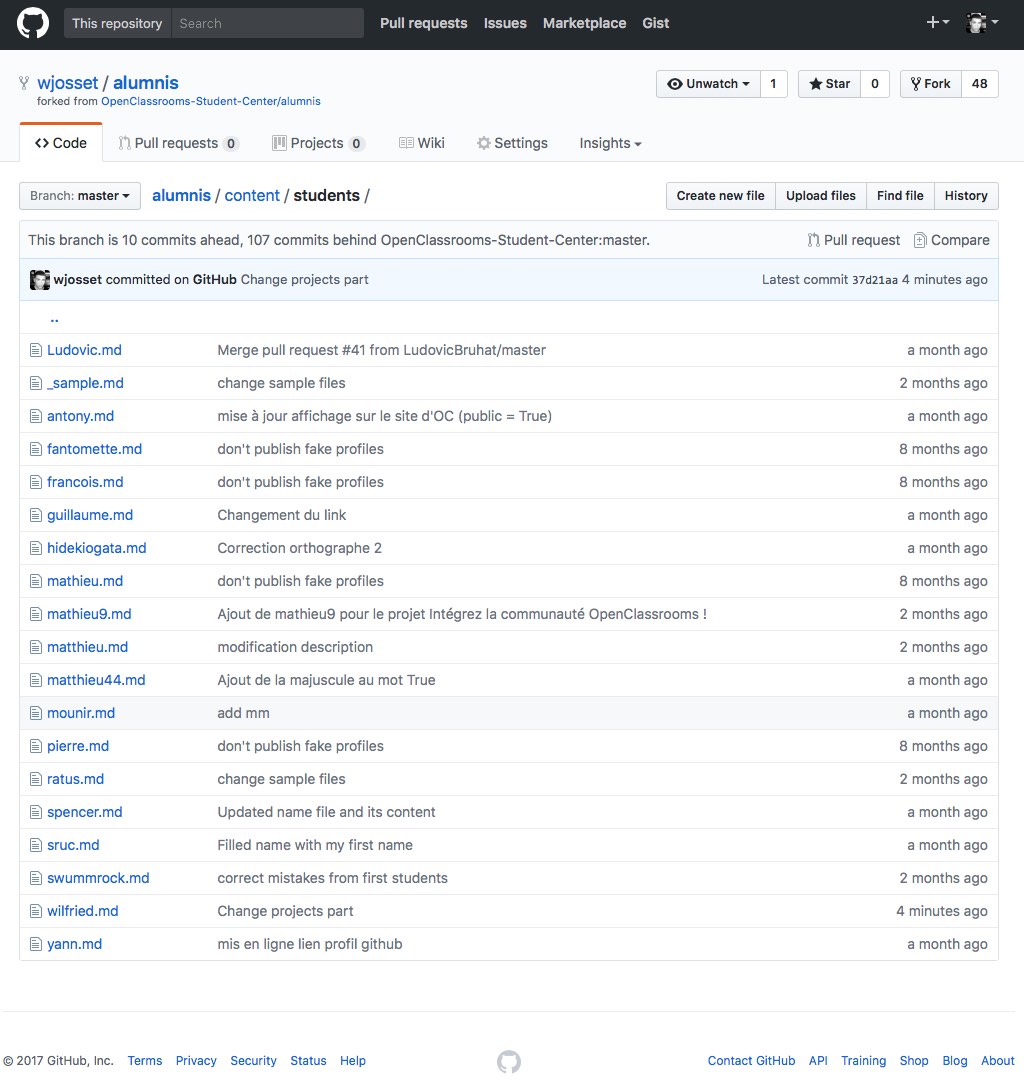 This repository Search Pull requests Issues Marketplace Gist
wjosset / alumnis Unwatch 1 Star 0 Fork 48
forked from OpenClassrooms-Student-Center/alumnis
Code Pull requests 0 Projects 0 Wiki Settings Insights
Branch: master alumnis / content / students / Create new file Upload files Find file History
This branch is 10 commits ahead, 107 commits behind OpenClassrooms-Student-Center:master. Pull request Compare
wjosset committed on GitHub Change projects part Latest commit 37d21aa 4 minutes ago
..
Ludovic.md Merge pull request #41 from LudovicBruhat/master a month ago
_sample.md change sample files 2 months ago
antony.md mise à jour affichage sur le site d'OC (public = True) a month ago
fantomette.md don't publish fake profiles 8 months ago
francois.md don't publish fake profiles 8 months ago
guillaume.md Changement du link a month ago
hidekiogata.md Correction orthographe 2 a month ago
mathieu.md don't publish fake profiles 8 months ago
mathieu9.md Ajout de mathieu9 pour le projet Intégrez la communauté OpenClassrooms ! 2 months ago
matthieu.md modification description 2 months ago
matthieu44.md Ajout de la majuscule au mot True a month ago
mounir.md add mm a month ago
pierre.md don't publish fake profiles 8 months ago
ratus.md change sample files 2 months ago
spencer.md Updated name file and its content a month ago
sruc.md Filled name with my first name a month ago
swummrock.md correct mistakes from first students 2 months ago
wilfried.md Change projects part 4 minutes ago
yann.md mis en ligne lien profil github a month ago
© 2017 GitHub, Inc. Terms Privacy Security Status Help Contact GitHub API Training Shop Blog About